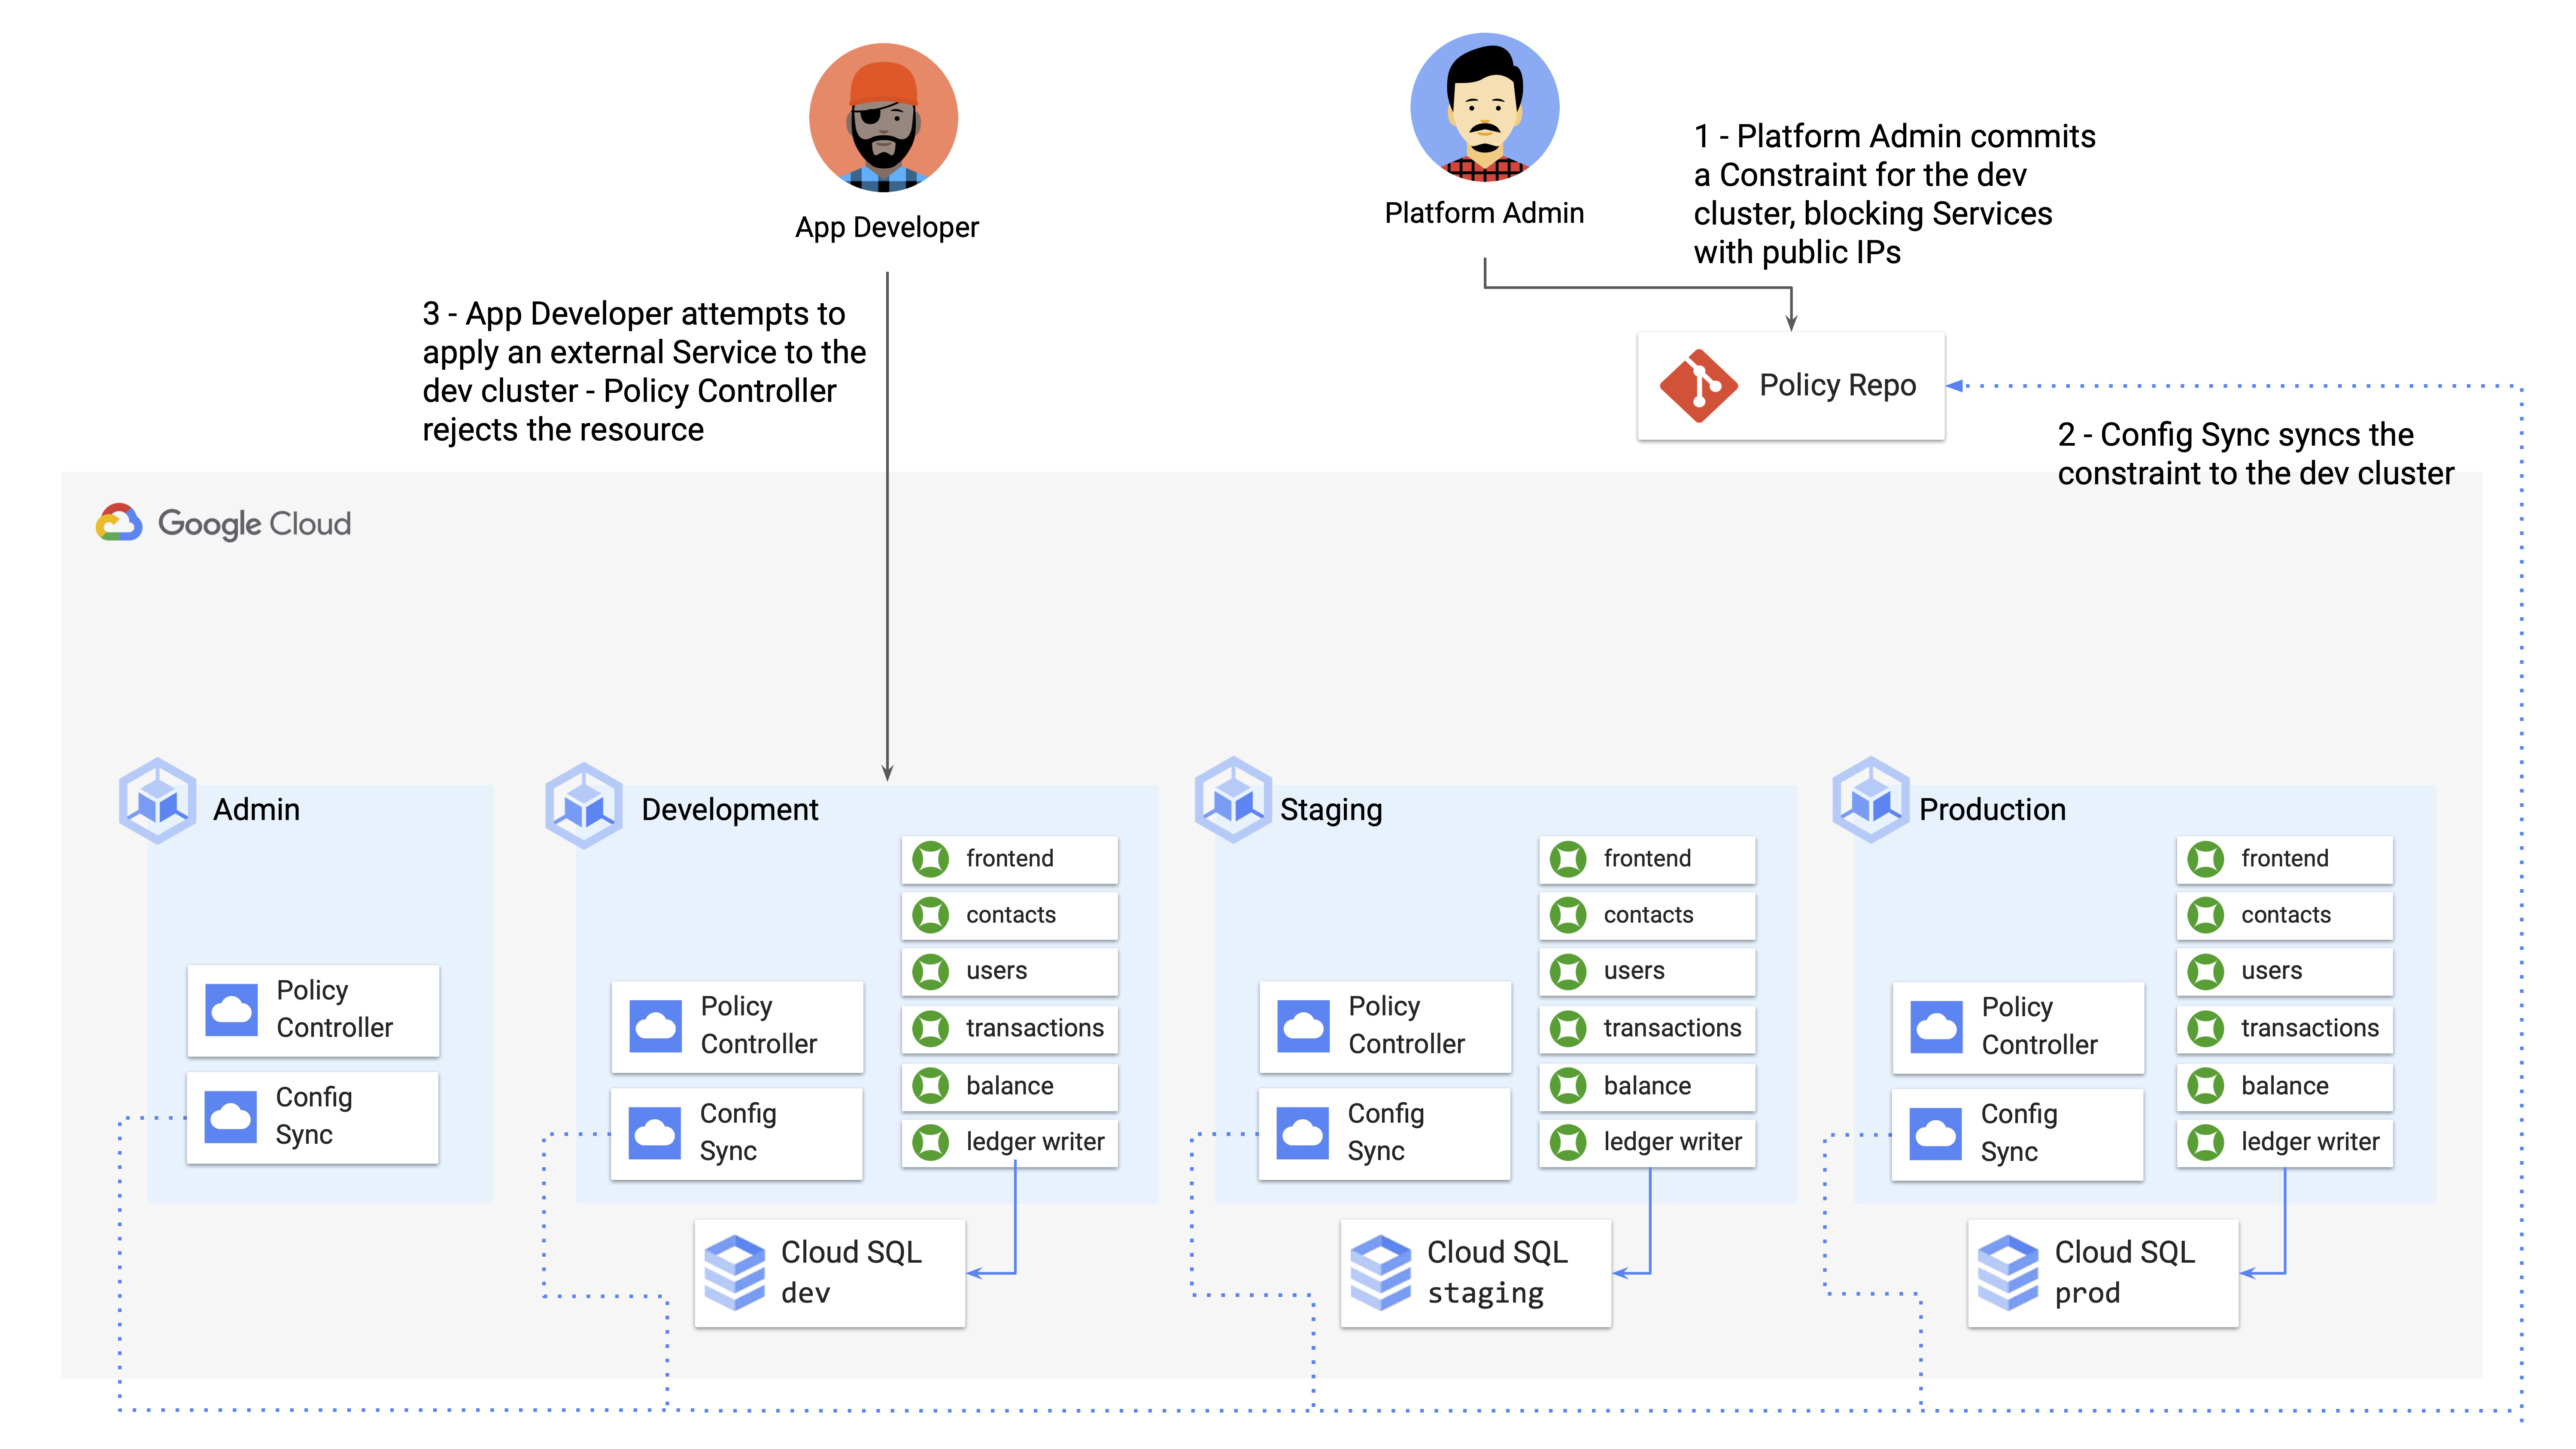 App Developer
Platform Admin
1 - Platform Admin commits
a Constraint for the dev
cluster, blocking Services
with public IPs
3 - App Developer attempts to
apply an external Service to the
dev cluster - Policy Controller
rejects the resource
Policy Repo
2 - Config Sync syncs the
constraint to the dev cluster
Google Cloud
Admin
Policy
Controller
Config
Sync
Development
frontend
contacts
users
transactions
balance
ledger writer
Policy
Controller
Config
Sync
Cloud SQL
dev
Staging
frontend
contacts
users
transactions
balance
ledger writer
Policy
Controller
Config
Sync
Cloud SQL
staging
Production
frontend
contacts
users
transactions
balance
ledger writer
Policy
Controller
Config
Sync
Cloud SQL
prod